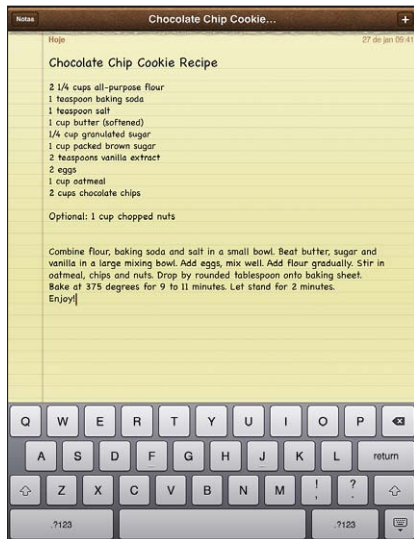 Notas
Chocolate Chip Cookie...
+
Hoje
27 de jan 09:41
Chocolate Chip Cookie Recipe
2 1/4 cups all-purpose flour
1 teaspoon baking soda
1 teaspoon salt
1 cup butter (softened)
1/4 cup granulated sugar
1 cup packed brown sugar
2 teaspoons vanilla extract
2 eggs
1 cup oatmeal
2 cups chocolate chips
Optional: 1 cup chopped nuts
Combine flour, baking soda and salt in a small bowl. Beat butter, sugar and
vanilla in a large mixing bowl. Add eggs, mix well. Add flour gradually. Stir in
oatmeal, chips and nuts. Drop by rounded tablespoon onto baking sheet.
Bake at 375 degrees for 9 to 11 minutes. Let stand for 2 minutes.
Enjoy!
Q W E R T Y U I O P
A S D F G H J K L return
Z X C V B N M ! , ? .
.?123 .?123